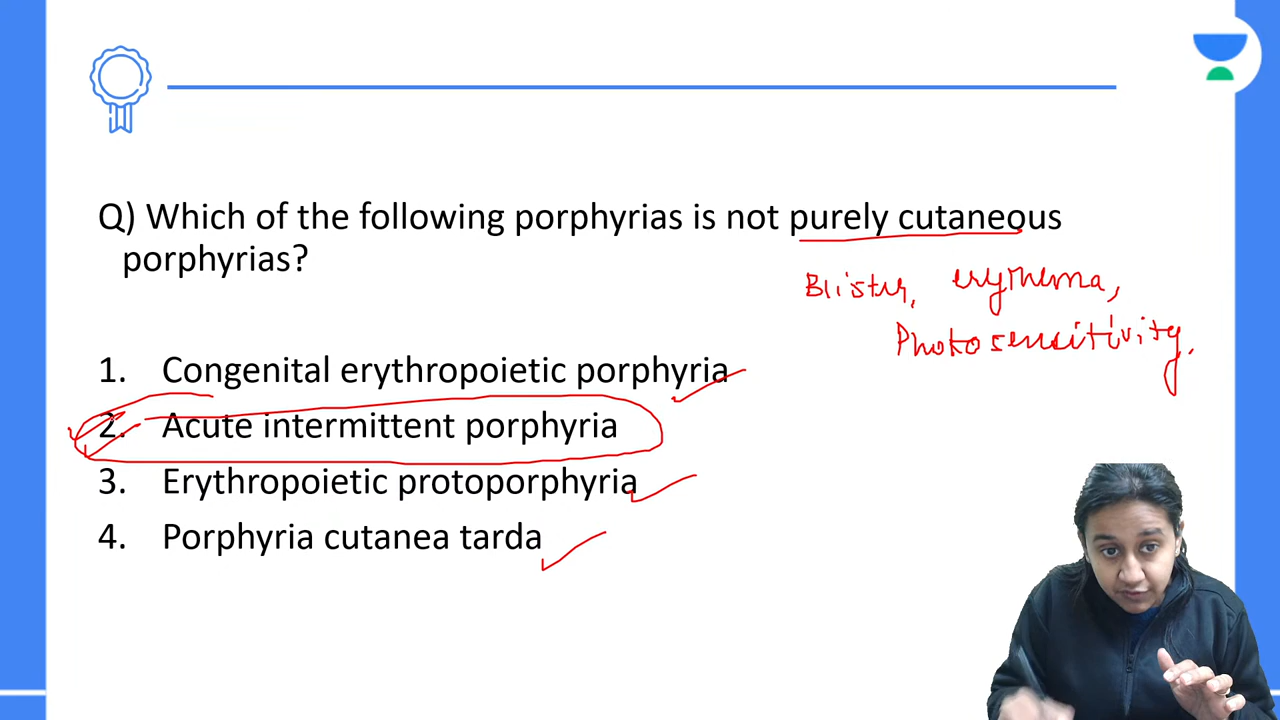 Q) Which of the following porphyrias is not purely cutaneous
porphyrias?
Blister, erythema,
Photosensitivity.
1. Congenital erythropoietic porphyria
2. Acute intermittent porphyria
3. Erythropoietic protoporphyria
4. Porphyria cutanea tarda